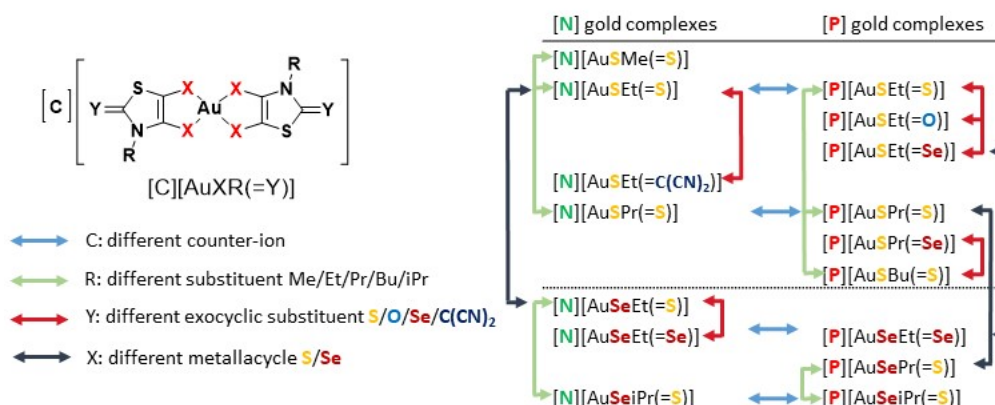 [N] gold complexes [P] gold complexes
R
S X X N
[C] Y Au Y
N X X S
R
[C][AuXR(=Y)]
C: different counter-ion
R: different substituent Me/Et/Pr/Bu/iPr
Y: different exocyclic substituent S/O/Se/C(CN)2
X: different metallacycle S/Se
[N][AuSMe(=S)]
[N][AuSEt(=S)] [P][AuSEt(=S)]
[P][AuSEt(=O)]
[P][AuSEt(=Se)]
[N][AuSEt(=C(CN)2)]
[N][AuSPr(=S)] [P][AuSPr(=S)]
[P][AuSPr(=Se)]
[P][AuSBu(=S)]
[N][AuSeEt(=S)]
[N][AuSeEt(=Se)] [P][AuSeEt(=Se)]
[P][AuSePr(=S)]
[N][AuSeiPr(=S)] [P][AuSeiPr(=S)]